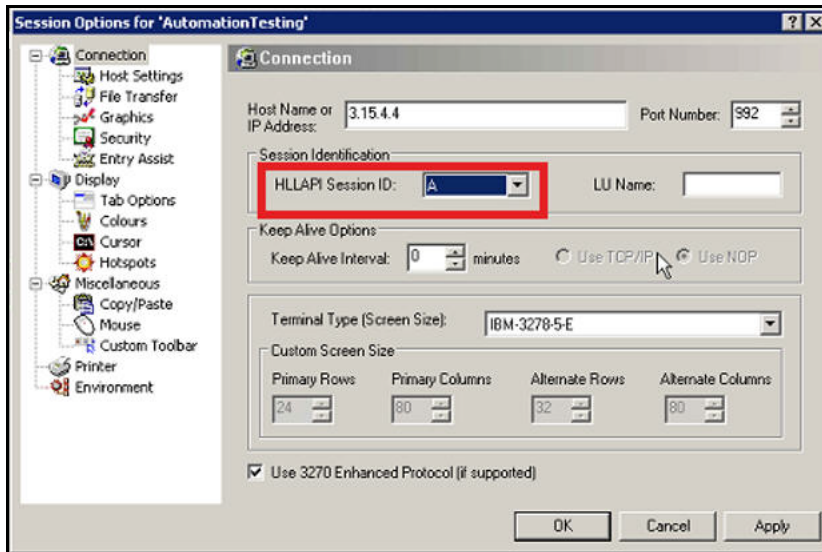 Session Options for 'AutomationTesting'
Connection
Host Settings
File Transfer
Graphics
Security
Entry Assist
Display
Tab Options
Colours
Cursor
Hotspots
Miscellaneous
Copy/Paste
Mouse
Custom Toolbar
Printer
Environment
Connection
Host Name or
IP Address:
3.15.4.4
Port Number:
992
Session Identification
HLLAPI Session ID:
A
LU Name:
Keep Alive Options
Keep Alive Interval:
0
minutes
Use TCP/IP
Use NOP
Terminal Type (Screen Size):
IBM-3278-5-E
Custom Screen Size
Primary Rows
Primary Columns
Alternate Rows
Alternate Columns
24
80
32
80
Use 3270 Enhanced Protocol (if supported)
OK
Cancel
Apply